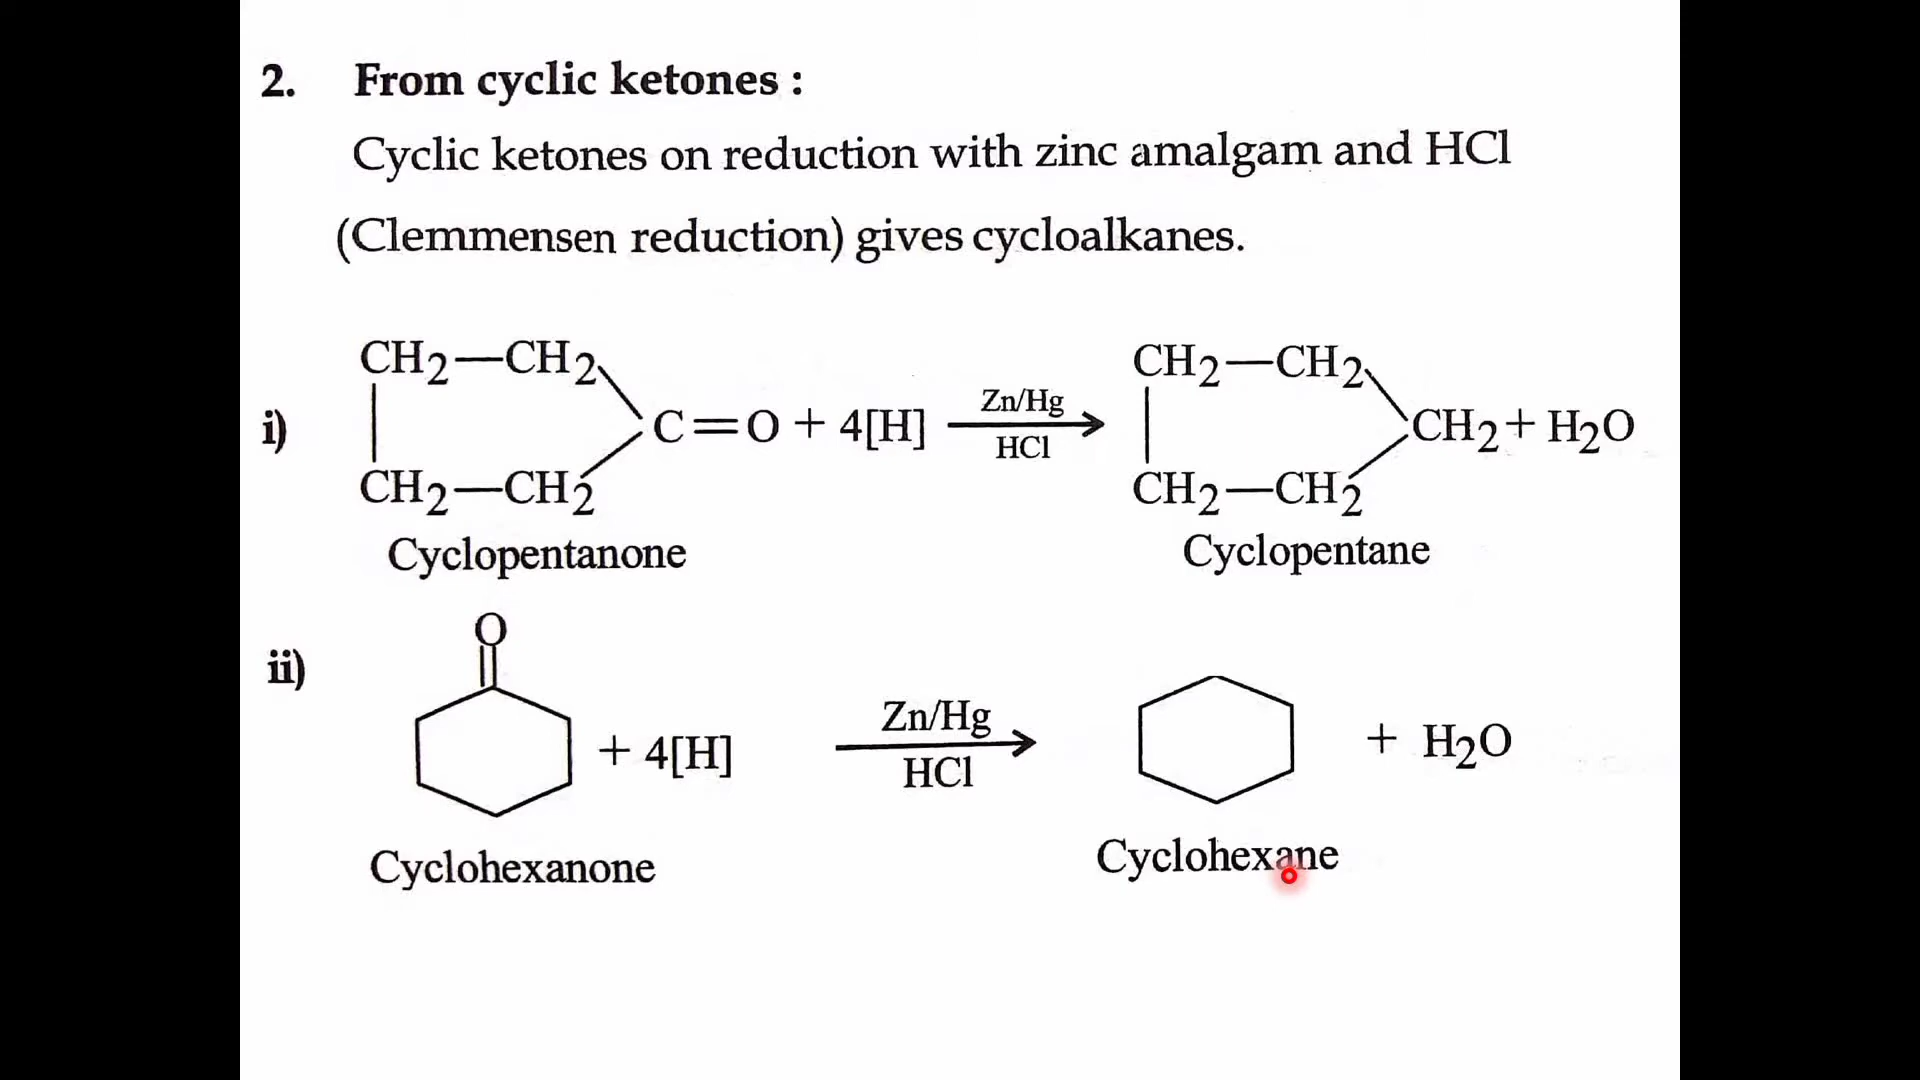 2. From cyclic ketones :
Cyclic ketones on reduction with zinc amalgam and HCl
(Clemmensen reduction) gives cycloalkanes.
CH2—CH2 CH2—CH2
i) C=O + 4[H] Zn/Hg HCl CH2 + H2O
CH2—CH2 CH2—CH2
Cyclopentanone Cyclopentane
O
ii) + 4[H] Zn/Hg HCl + H2O
Cyclohexanone Cyclohexane